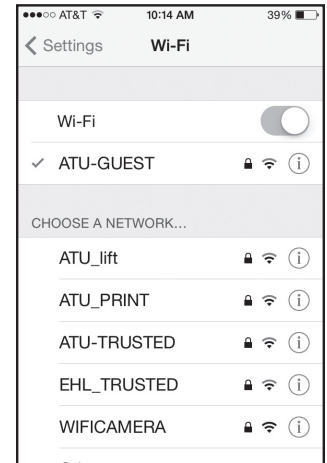 AT&T 10:14 AM 39%
Settings Wi-Fi
Wi-Fi
ATU-GUEST
CHOOSE A NETWORK...
ATU_lift
ATU_PRINT
ATU-TRUSTED
EHL_TRUSTED
WIFICAMERA